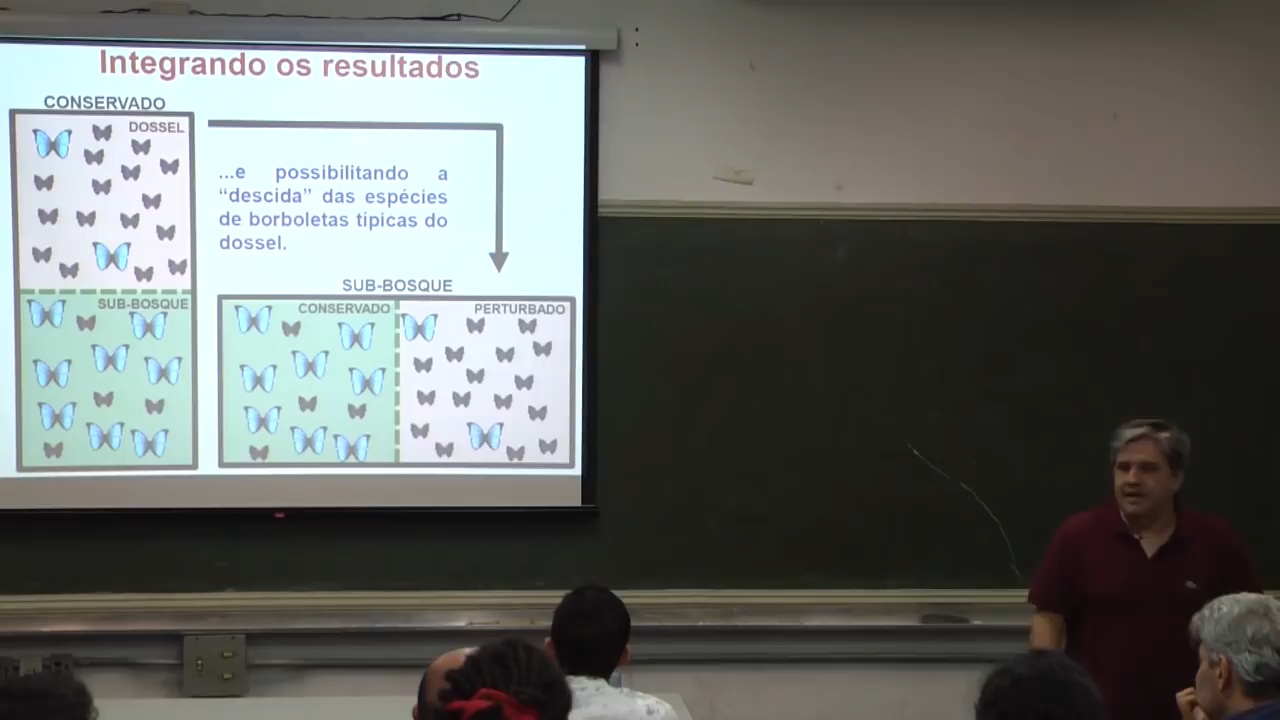 Integrando os resultados
CONSERVADO
DOSSEL
...e possibilitando a
“descida” das espécies
de borboletas típicas do
dossel.
SUB-BOSQUE
SUB-BOSQUE
CONSERVADO
PERTURBADO